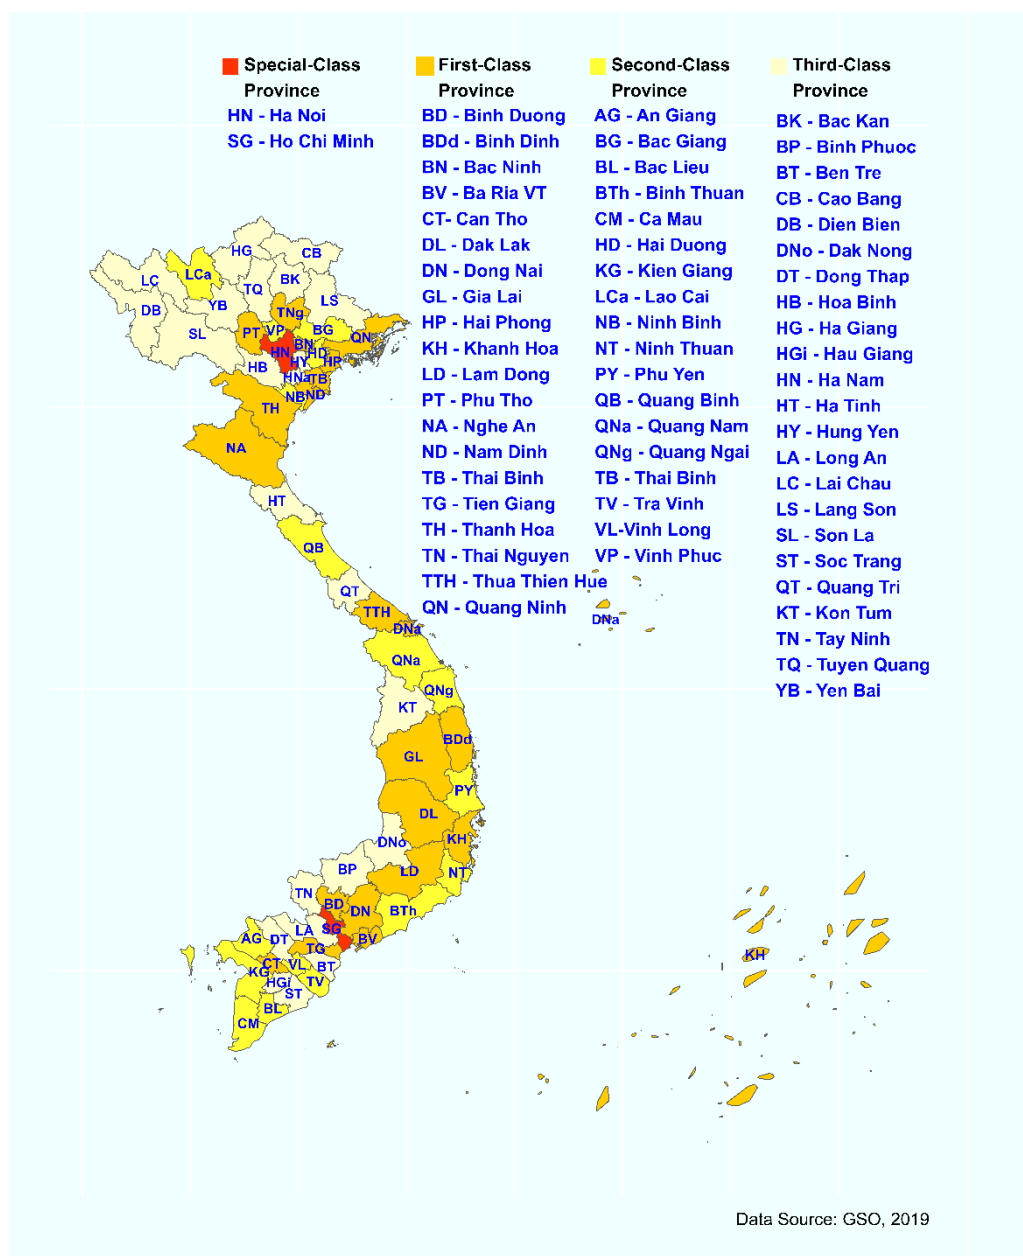 Special-Class
Province
HN - Ha Noi
SG - Ho Chi Minh
First-Class
Province
BD - Binh Duong
BDd - Binh Dinh
BN - Bac Ninh
BV - Ba Ria VT
CT- Can Tho
DL - Dak Lak
DN - Dong Nai
GL - Gia Lai
HP - Hai Phong
KH - Khanh Hoa
LD - Lam Dong
PT - Phu Tho
NA - Nghe An
ND - Nam Dinh
TB - Thai Binh
TG - Tien Giang
TH - Thanh Hoa
TN - Thai Nguyen
TTH - Thua Thien Hue
QN - Quang Ninh
Second-Class
Province
AG - An Giang
BG - Bac Giang
BL - Bac Lieu
BTh - Binh Thuan
CM - Ca Mau
HD - Hai Duong
KG - Kien Giang
LCa - Lao Cai
NB - Ninh Binh
NT - Ninh Thuan
PY - Phu Yen
QB - Quang Binh
QNa - Quang Nam
QNg - Quang Ngai
TB - Thai Binh
TV - Tra Vinh
VL-Vinh Long
VP - Vinh Phuc
Third-Class
Province
BK - Bac Kan
BP - Binh Phuoc
BT - Ben Tre
CB - Cao Bang
DB - Dien Bien
DNo - Dak Nong
DT - Dong Thap
HB - Hoa Binh
HG - Ha Giang
HGi - Hau Giang
HN - Ha Nam
HT - Ha Tinh
HY - Hung Yen
LA - Long An
LC - Lai Chau
LS - Lang Son
SL - Son La
ST - Soc Trang
QT - Quang Tri
KT - Kon Tum
TN - Tay Ninh
TQ - Tuyen Quang
YB - Yen Bai
HG
CB
LC
LCa
BK
TQ
LS
DB
YB
TNg
SL
PT
VP
BG
QN
BN
HN
HD
HY
HP
HB
HNa
TB
NB
ND
TH
NA
HT
QB
QT
TTH
DNa
DNa
QNa
QNg
KT
BDd
GL
PY
DL
KH
DNo
BP
LD
NT
TN
BD
DN
BTh
SG
LA
AG
DT
BV
TG
CT
VL
BT
KG
HGi
TV
ST
BL
CM
KH
Data Source: GSO, 2019